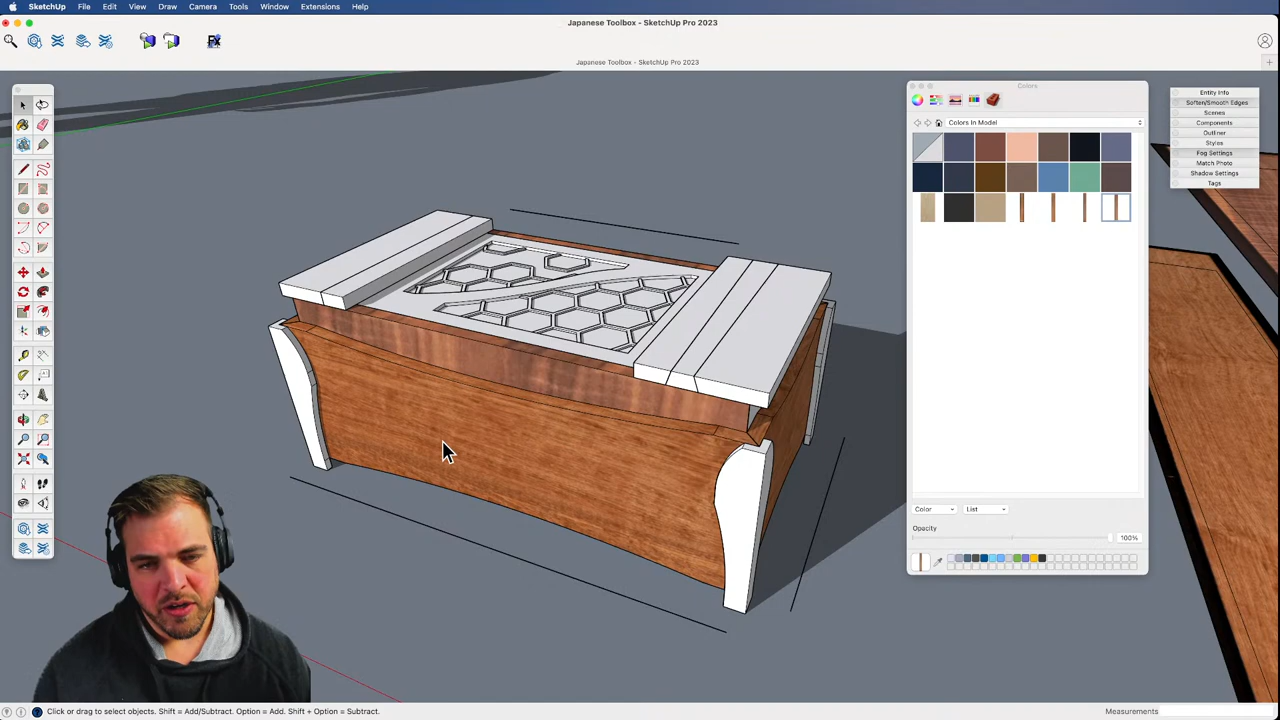 SketchUp File Edit View Draw Camera Tools Window Extensions Help
Japanese Toolbox - SketchUp Pro 2023
Japanese Toolbox - SketchUp Pro 2023
Colors
Colors In Model
Color
List
Opacity
100%
Entity Info
Soften/Smooth Edges
Scenes
Components
Outliner
Styles
Fog Settings
Match Photo
Shadow Settings
Tags
Click or drag to select objects. Shift = Add/Subtract. Option = Add. Shift + Option = Subtract.
Measurements